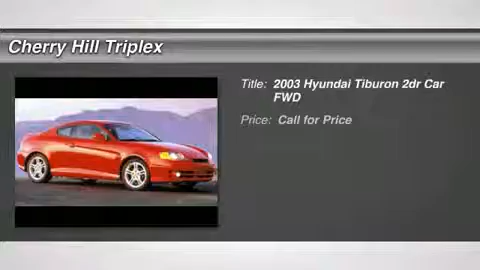 Cherry Hill Triplex
Title: 2003 Hyundai Tiburon 2dr Car
FWD
Price: Call for Price